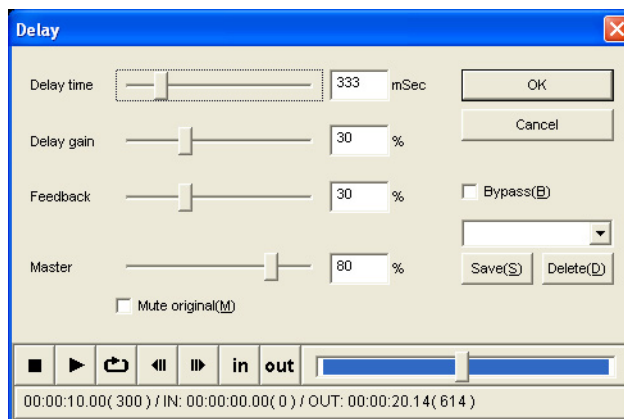 Delay
Delay time 333 mSec OK
Cancel
Delay gain 30 %
Feedback 30 % Bypass(B)
Master 80 % Save(S) Delete(D)
Mute original(M)
in out
00:00:10.00( 300 ) / IN: 00:00:00.00( 0 ) / OUT: 00:00:20.14( 614 )